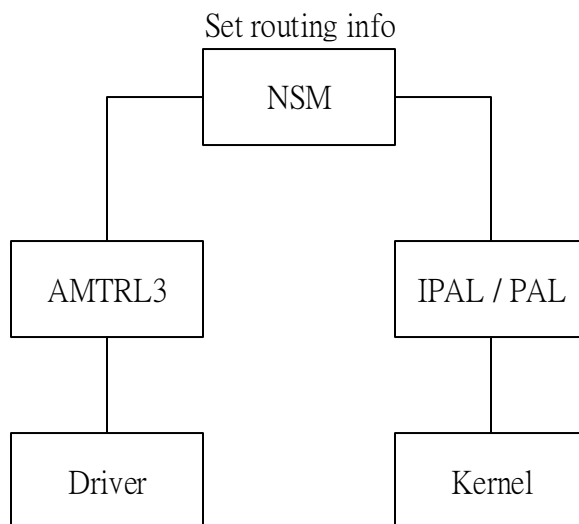 Set routing info
NSM
AMTRL3
IPAL / PAL
Driver
Kernel